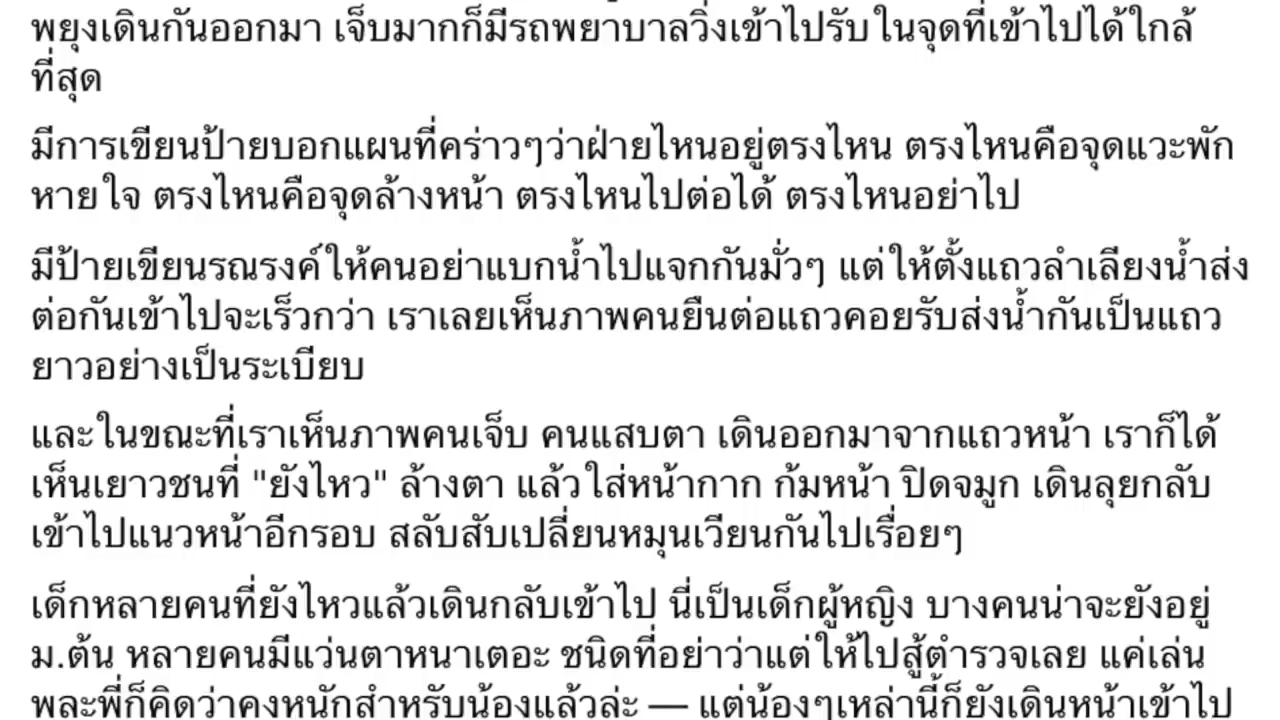 พยุงเดินกันออกมา เจ็บมากก็มีรถพยาบาลวิ่งเข้าไปรับในจุดที่เข้าไปได้ใกล้
ที่สุด
มีการเขียนป้ายบอกแผนที่คร่าวๆว่าฝ่ายไหนอยู่ตรงไหน ตรงไหนคือจุดแวะพัก
หายใจ ตรงไหนคือจุดล้างหน้า ตรงไหนไปต่อได้ ตรงไหนอย่าไป
มีป้ายเขียนรณรงค์ให้คนอย่าแบกน้ำไปแจกกันมั่วๆ แต่ให้ตั้งแถวลำเลียงน้ำส่ง
ต่อกันเข้าไปจะเร็วกว่า เราเลยเห็นภาพคนยืนต่อแถวคอยรับส่งน้ำกันเป็นแถว
ยาวอย่างเป็นระเบียบ
และในขณะที่เราเห็นภาพคนเจ็บ คนแสบตา เดินออกมาจากแถวหน้า เราก็ได้
เห็นเยาวชนที่ "ยังไหว" ล้างตา แล้วใส่หน้ากาก ก้มหน้า ปิดจมูก เดินลุยกลับ
เข้าไปแนวหน้าอีกรอบ สลับสับเปลี่ยนหมุนเวียนกันไปเรื่อยๆ
เด็กหลายคนที่ยังไหวแล้วเดินกลับเข้าไป นี่เป็นเด็กผู้หญิง บางคนน่าจะยังอยู่
ม.ต้น หลายคนมีแว่นตาหนาเตอะ ชนิดที่อย่าว่าแต่ให้ไปสู้ตำรวจเลย แค่เล่น
พละพี่ก็คิดว่าคงหนักสำหรับน้องแล้วล่ะ — แต่น้องๆเหล่านี้ก็ยังเดินหน้าเข้าไป